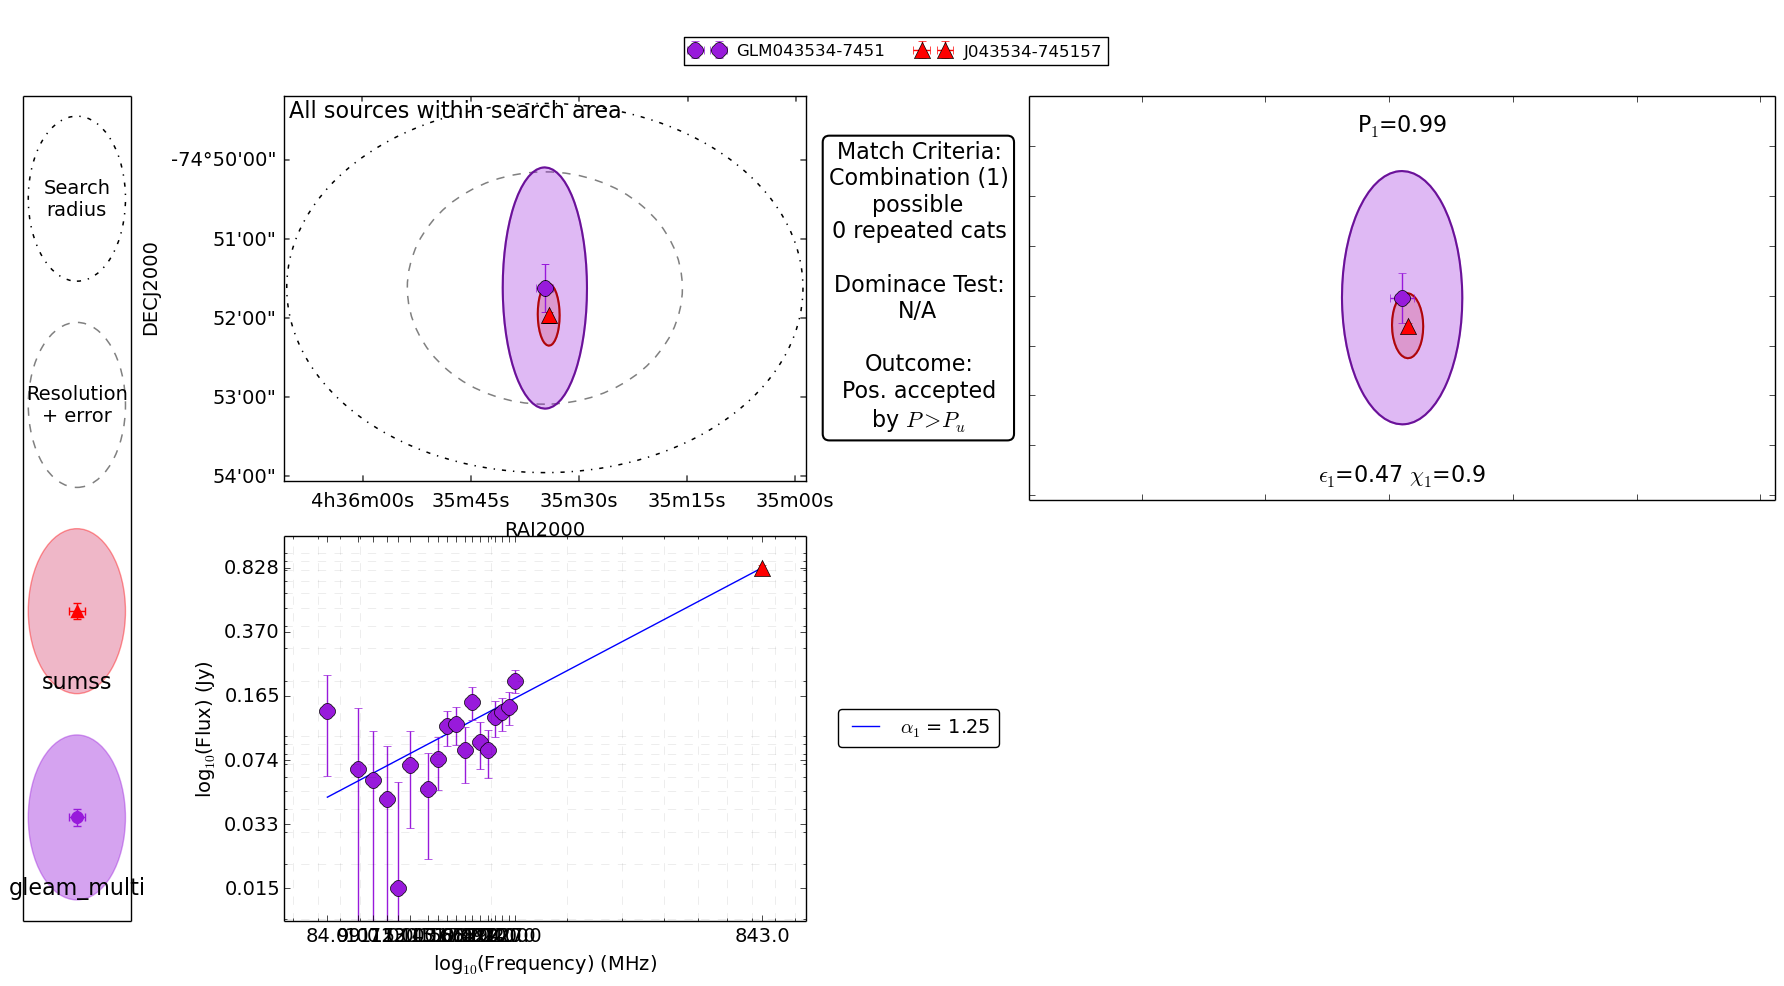 GLM043534-7451 J043534-745157
Search
radius
Resolution
+ error
sumss
gleam_multi
All sources within search area
DECJ2000
-74°50'00"
51'00"
52'00"
53'00"
54'00"
4h36m00s 35m45s 35m30s 35m15s 35m00s
RAJ2000
Match Criteria:
Combination (1)
possible
0 repeated cats
Dominace Test:
N/A
Outcome:
Pos. accepted
by P>Pu
P1=0.99
ϵ1=0.47 χ1=0.9
log10(Flux) (Jy)
0.828
0.370
0.165
0.074
0.033
0.015
843.0
log10(Frequency) (MHz)
α1 = 1.25